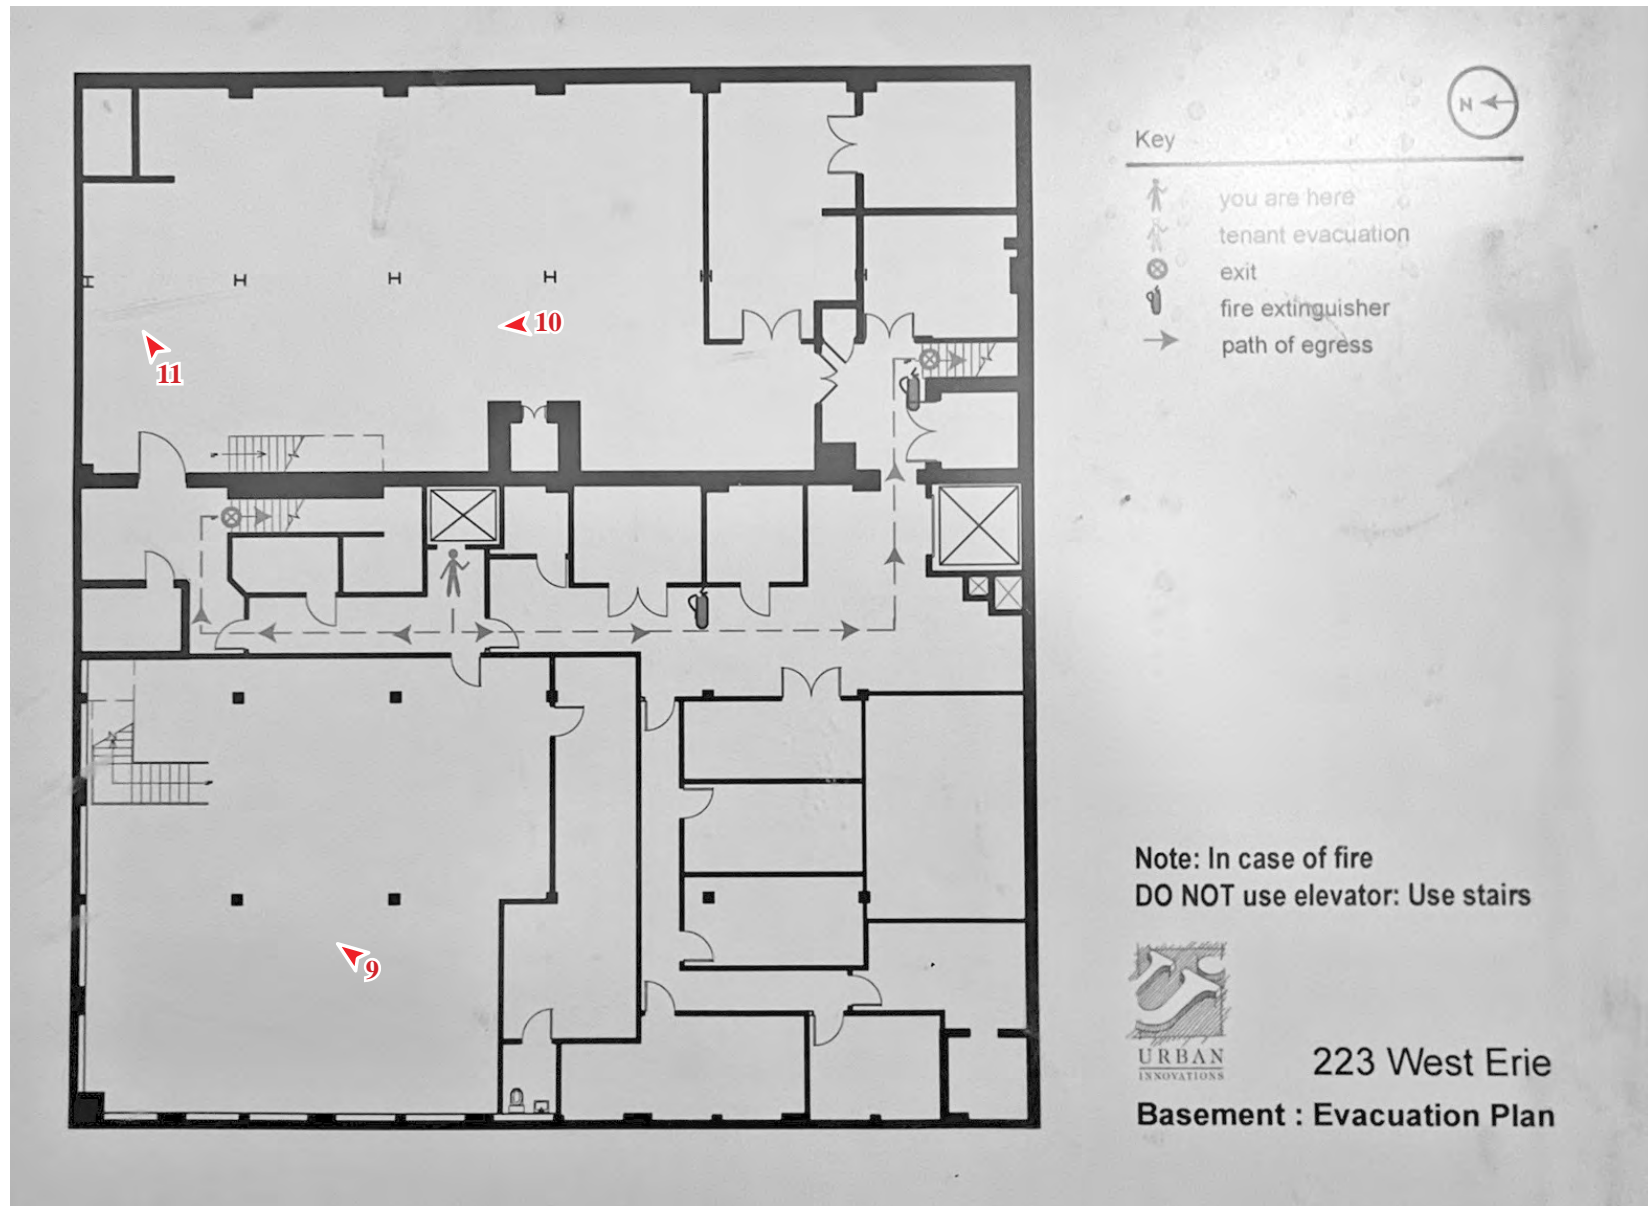 N
Key
you are here
tenant evacuation
exit
fire extinguisher
path of egress
10
11
9
Note: In case of fire
DO NOT use elevator: Use stairs
URBAN
INNOVATIONS
223 West Erie
Basement : Evacuation Plan